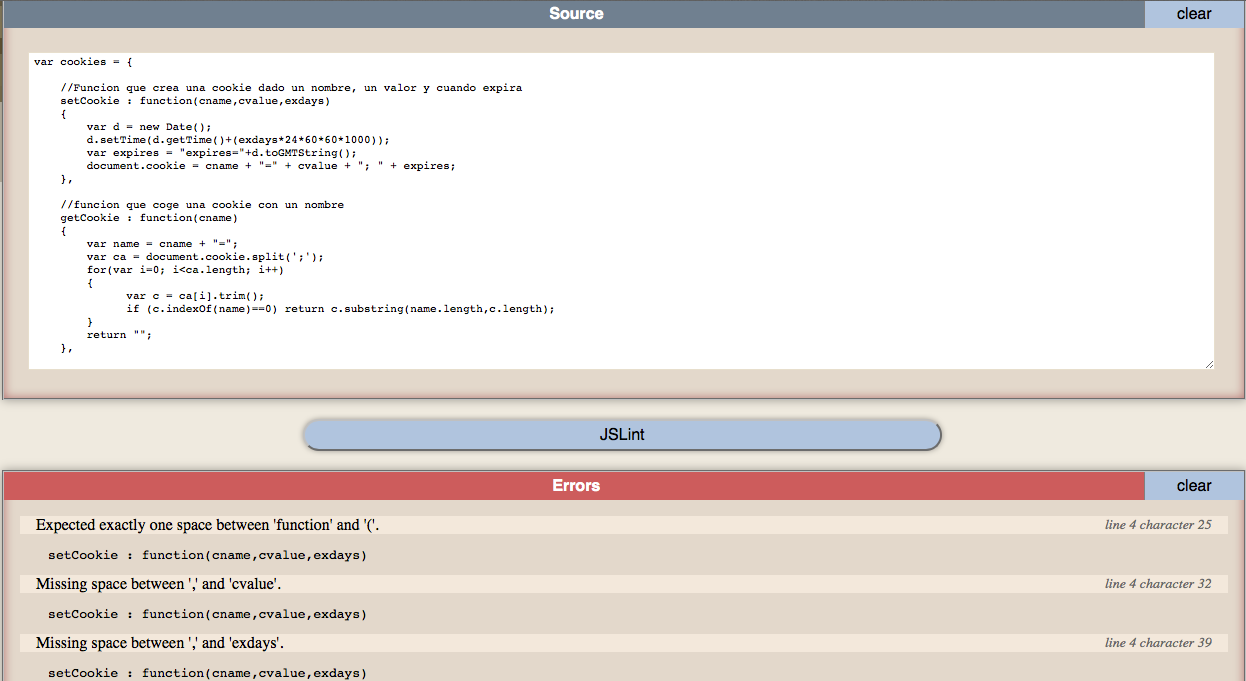 Source clear
var cookies = {
//Funcion que crea una cookie dado un nombre, un valor y cuando expira
setCookie : function(cname,cvalue,exdays)
{
var d = new Date();
d.setTime(d.getTime()+(exdays*24*60*60*1000));
var expires = "expires="+d.toGMTString();
document.cookie = cname + "=" + cvalue + "; " + expires;
},
//funcion que coge una cookie con un nombre
getCookie : function(cname)
{
var name = cname + "=";
var ca = document.cookie.split(';');
for(var i=0; i<ca.length; i++)
{
var c = ca[i].trim();
if (c.indexOf(name)==0) return c.substring(name.length,c.length);
}
return "";
},
JSLint
Errors clear
Expected exactly one space between 'function' and '('. line 4 character 25
setCookie : function(cname,cvalue,exdays)
Missing space between ',' and 'cvalue'. line 4 character 32
setCookie : function(cname,cvalue,exdays)
Missing space between ',' and 'exdays'. line 4 character 39
setCookie : function(cname,cvalue,exdays)